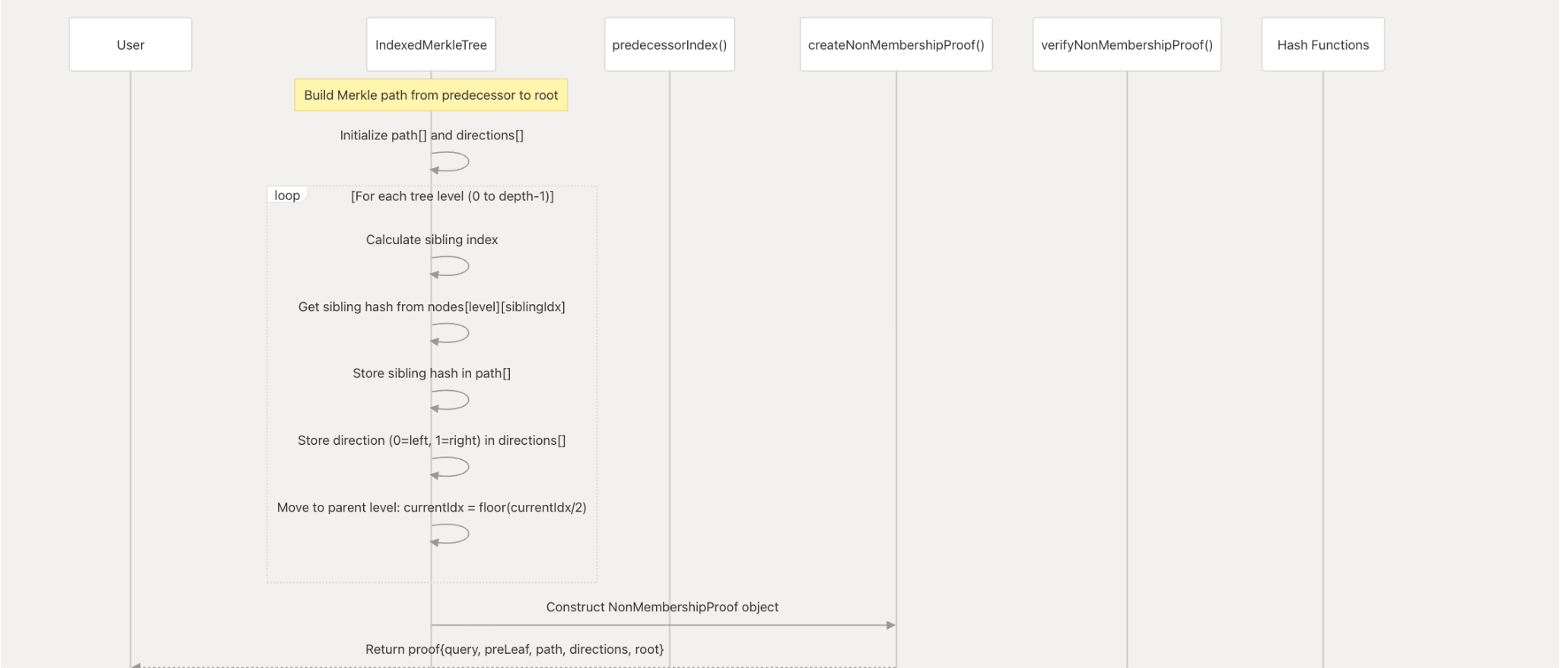 User
IndexedMerkleTree
predecessorIndex()
createNonMembershipProof()
verifyNonMembershipProof()
Hash Functions
Build Merkle path from predecessor to root
Initialize path[] and directions[]
loop
[For each tree level (0 to depth-1)]
Calculate sibling index
Get sibling hash from nodes[level][siblingIdx]
Store sibling hash in path[]
Store direction (0=left, 1=right) in directions[]
Move to parent level: currentIdx = floor(currentIdx/2)
Construct NonMembershipProof object
Return proof{query, preLeaf, path, directions, root}